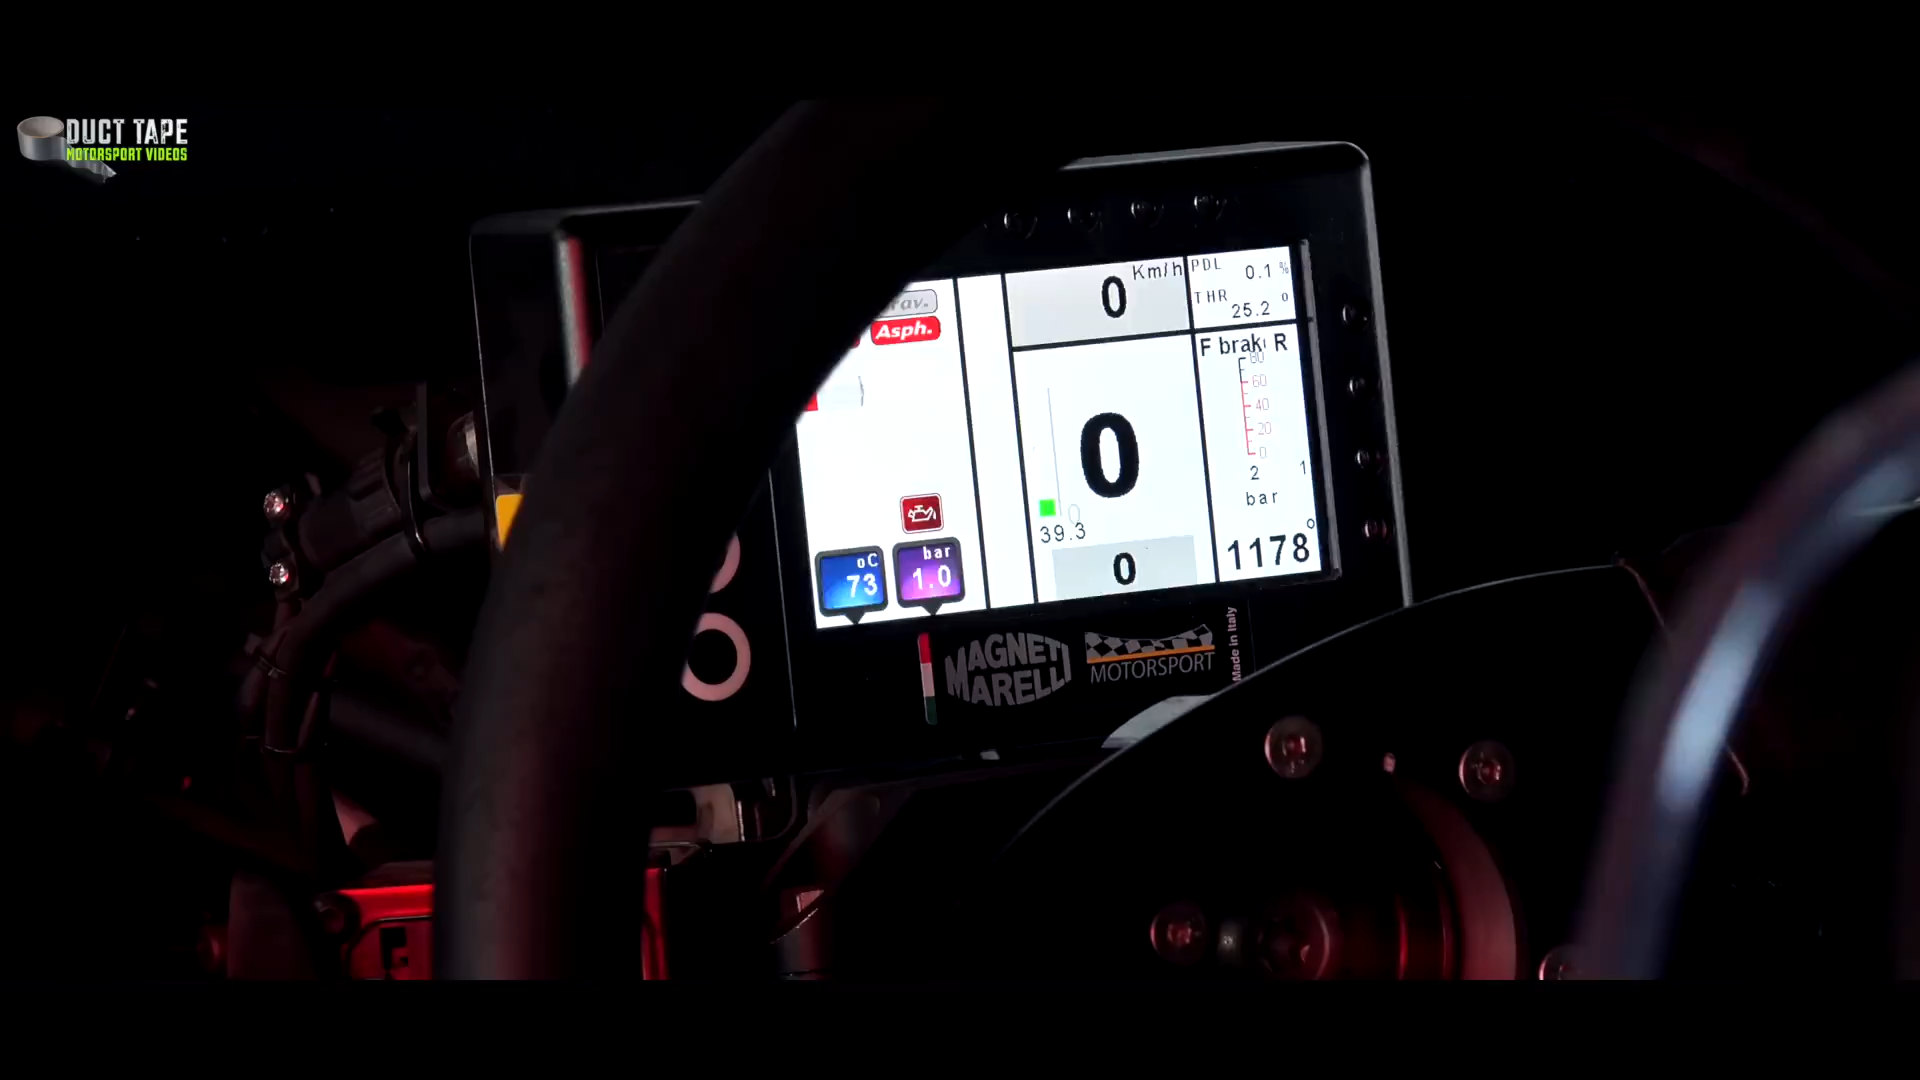 DUCT TAPE
MOTORSPORT VIDEOS
rav.
Asph.
Km/h
0
PDL 0.1 %
THR 25.2 °
F brak R
80
60
40
20
0
2 1
bar
0
39.3
0
1178 °
°C
73
bar
1.0
MAGNETI
MARELLI
MOTORSPORT
Made in Italy